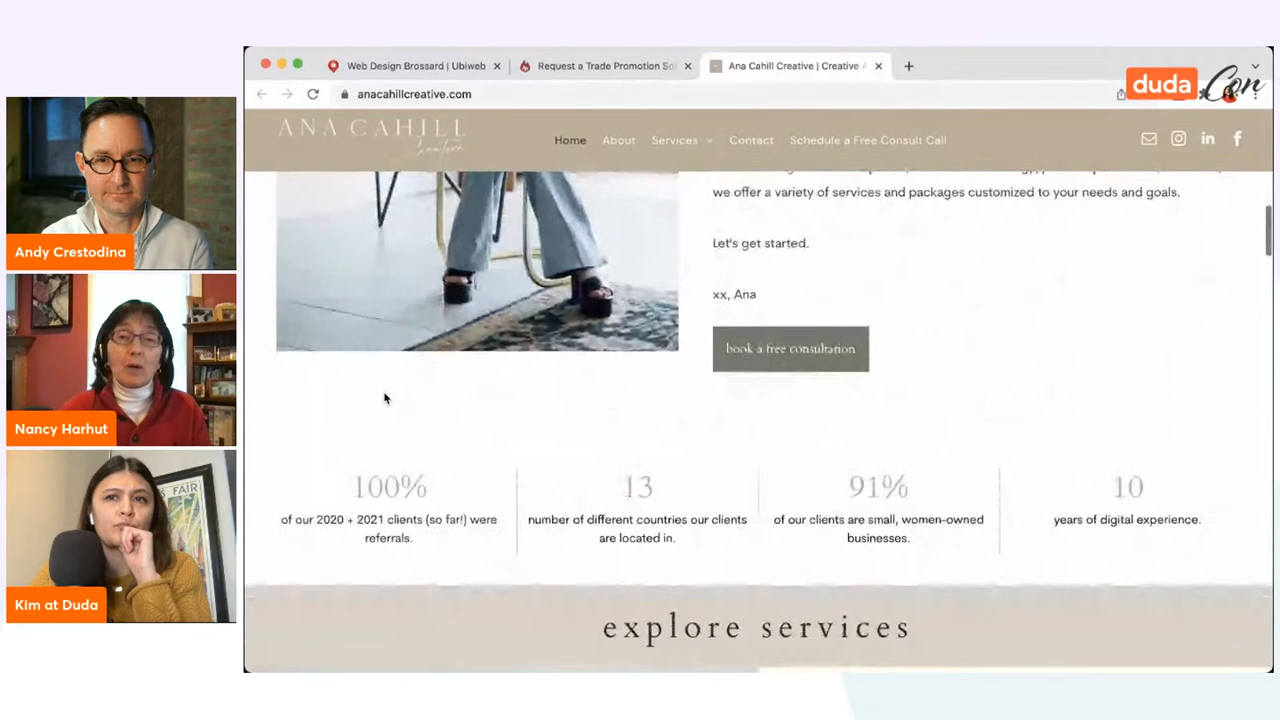 Web Design Brossard | Ubiweb
Request a Trade Promotion So
Ana Cahill Creative | Creative
duda Con
anacahillcreative.com
ANA CAHILL
Home About Services Contact Schedule a Free Consult Call
we offer a variety of services and packages customized to your needs and goals.
Let's get started.
xx, Ana
book a free consultation
100%
of our 2020 + 2021 clients (so far!) were
referrals.
13
number of different countries our clients
are located in.
91%
of our clients are small, women-owned
businesses.
10
years of digital experience.
explore services
Andy Crestodina
Nancy Harhut
S FAIR
Kim at Duda